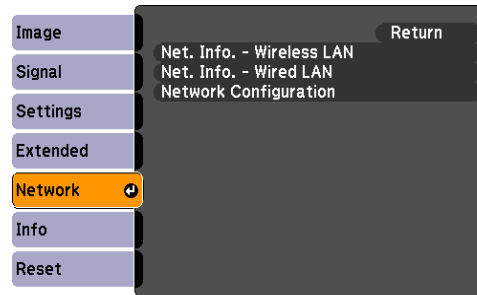 Image
Signal
Settings
Extended
Network
Info
Reset
Return
Net. Info. - Wireless LAN
Net. Info. - Wired LAN
Network Configuration